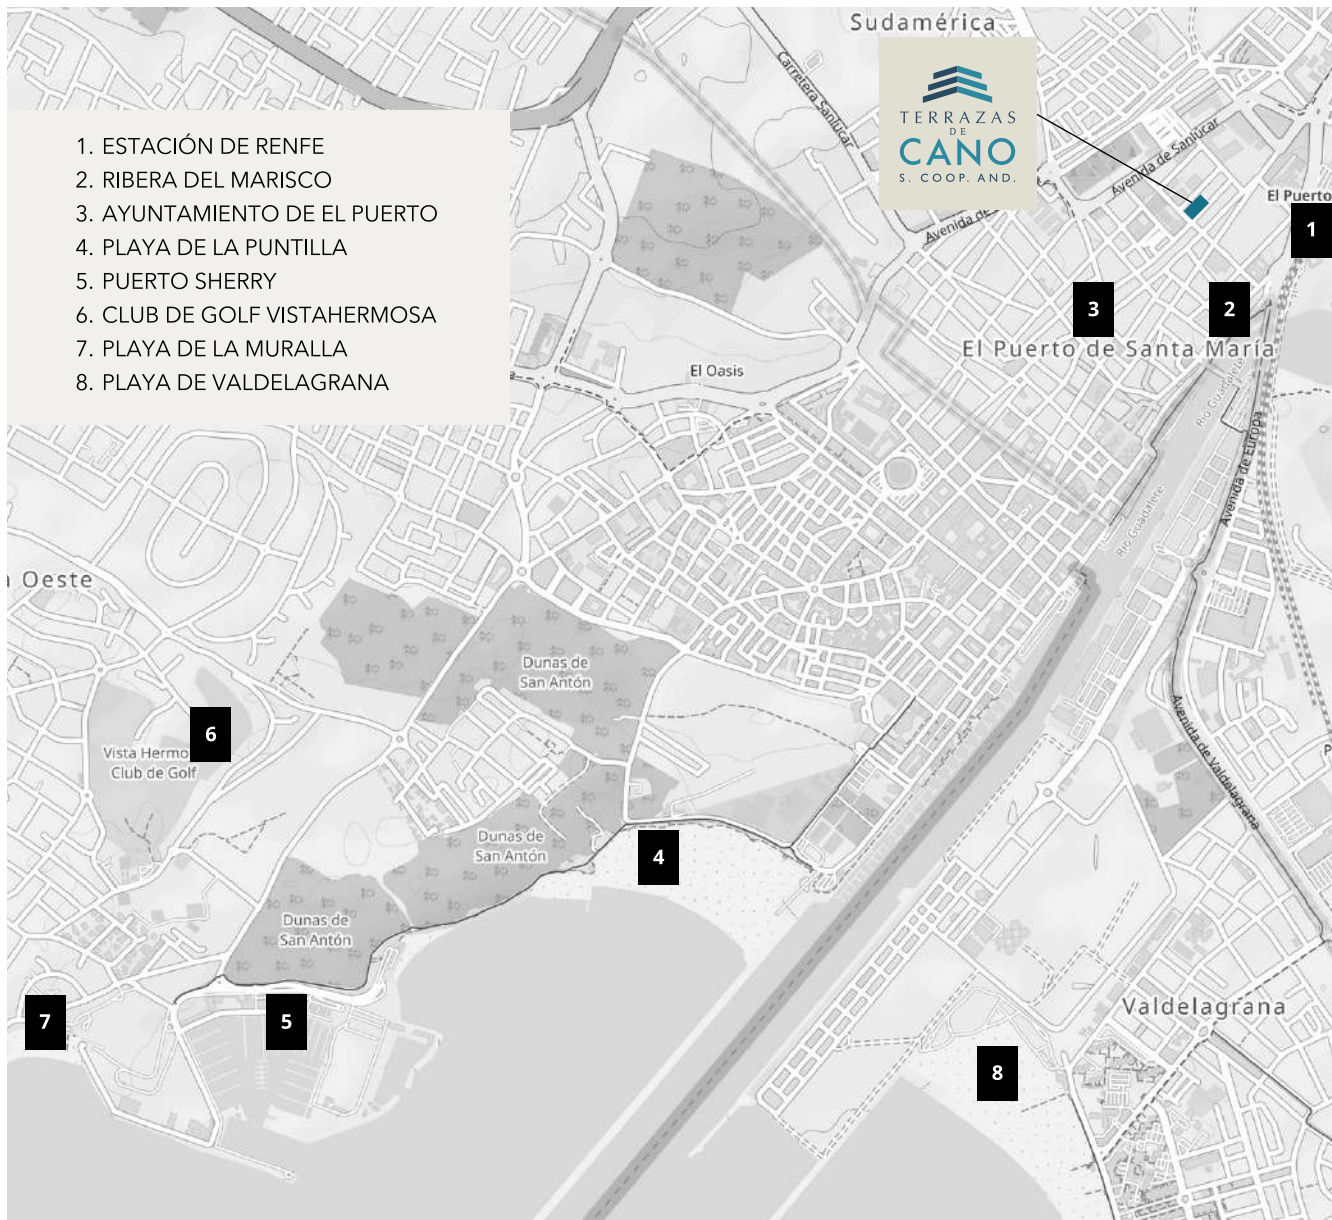 Sudamérica
Carretera Sanlúcar
TERRAZAS
DE
CANO
S. COOP. AND.
Avenida de Sanlúcar
Avenida de
El Puerto
1
1. ESTACIÓN DE RENFE
2. RIBERA DEL MARISCO
3. AYUNTAMIENTO DE EL PUERTO
4. PLAYA DE LA PUNTILLA
5. PUERTO SHERRY
6. CLUB DE GOLF VISTAHERMOSA
7. PLAYA DE LA MURALLA
8. PLAYA DE VALDELAGRANA
3
2
El Puerto de Santa María
El Oasis
Río Guadalete
Avenida de Europa
Río Guadalete
a Oeste
Dunas de
San Antón
6
Vista Hermo
Club de Golf
Avenida de Valdelagrana
P
Dunas de
San Antón
4
Dunas de
San Antón
7
5
Valdelagrana
8